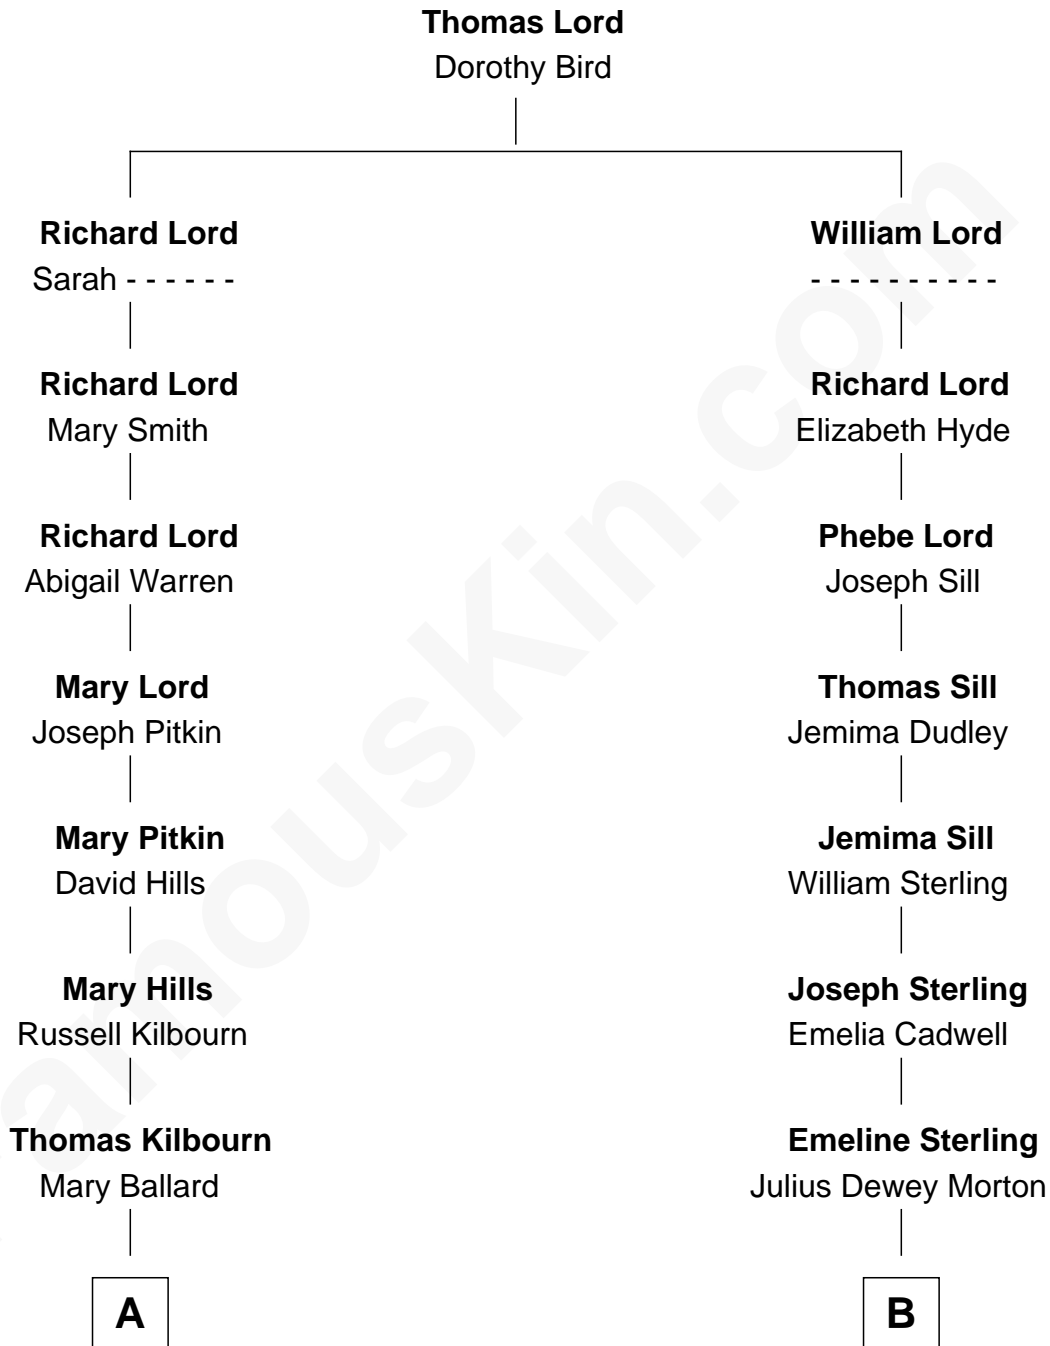 Thomas Lord
Dorothy Bird
Richard Lord
Sarah - - - - - -
William Lord
- - - - - - - - - -
Richard Lord
Mary Smith
Richard Lord
Elizabeth Hyde
Richard Lord
Abigail Warren
Phebe Lord
Joseph Sill
Mary Lord
Joseph Pitkin
Thomas Sill
Jemima Dudley
Mary Pitkin
David Hills
Jemima Sill
William Sterling
Mary Hills
Russell Kilbourn
Joseph Sterling
Emelia Cadwell
Thomas Kilbourn
Mary Ballard
Emeline Sterling
Julius Dewey Morton
A
B
amouskin.com